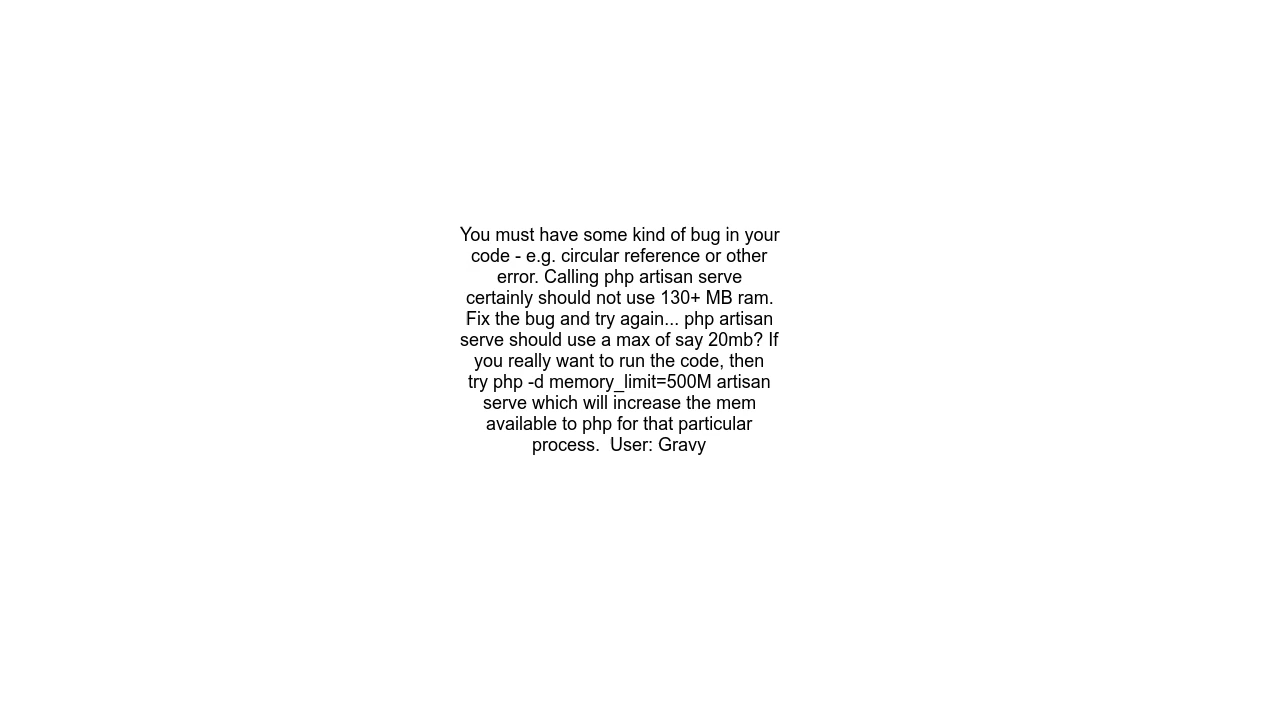 You must have some kind of bug in your
code - e.g. circular reference or other
error. Calling php artisan serve
certainly should not use 130+ MB ram.
Fix the bug and try again... php artisan
serve should use a max of say 20mb? If
you really want to run the code, then
try php -d memory_limit=500M artisan
serve which will increase the mem
available to php for that particular
process.  User: Gravy